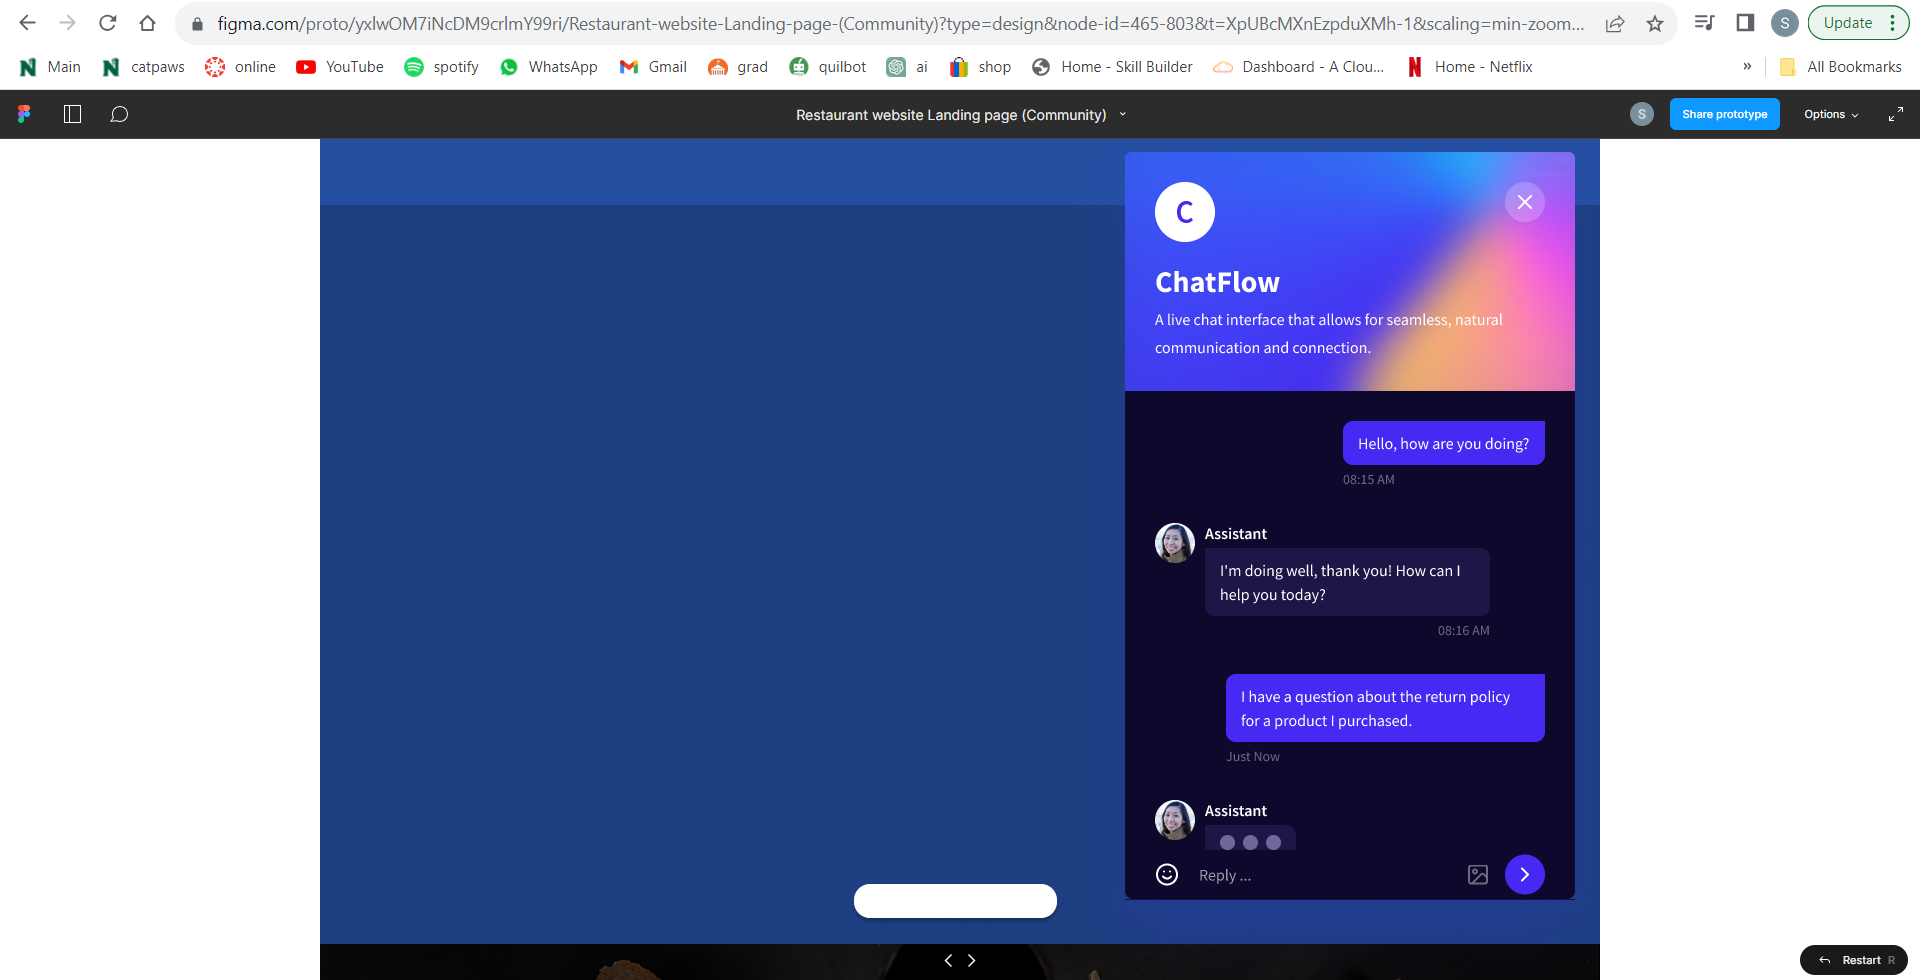 figma.com/proto/yxlwOM7iNcDM9crlmY99ri/Restaurant-website-Landing-page-(Community)?type=design&node-id=465-803&t=XpUBcMXnEzpduXMh-1&scaling=min-zoom...
S
Update
Main
catpaws
online
YouTube
spotify
WhatsApp
Gmail
grad
quilbot
ai
shop
Home - Skill Builder
Dashboard - A Clou...
Home - Netflix
»
All Bookmarks
Restaurant website Landing page (Community)
S
Share prototype
Options
C
ChatFlow
A live chat interface that allows for seamless, natural
communication and connection.
Hello, how are you doing?
08:15 AM
Assistant
I'm doing well, thank you! How can I
help you today?
08:16 AM
I have a question about the return policy
for a product I purchased.
Just Now
Assistant
Reply ...
Restart R